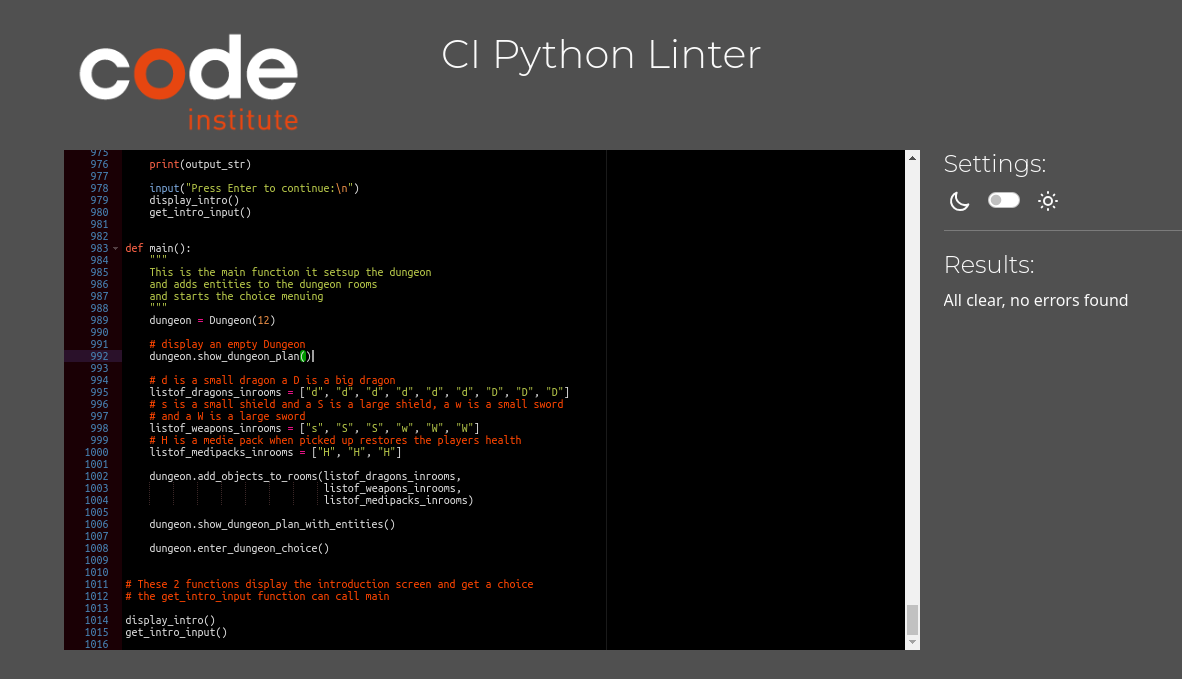 code
institute
CI Python Linter
975
976 print(output_str)
977
978 input("Press Enter to continue:\n")
979 display_intro()
980 get_intro_input()
981
982
983 def main():
984 """
985 This is the main function it setsup the dungeon
986 and adds entities to the dungeon rooms
987 and starts the choice menuing
988 """
989 dungeon = Dungeon(12)
990
991 # display an empty Dungeon
992 dungeon.show_dungeon_plan()
993
994 # d is a small dragon a D is a big dragon
995 listof_dragons_inrooms = ["d", "d", "d", "d", "d", "d", "D", "D", "D"]
996 # s is a small shield and a S is a large shield, a w is a small sword
997 # and a W is a large sword
998 listof_weapons_inrooms = ["s", "S", "S", "w", "W", "W"]
999 # H is a medie pack when picked up restores the players health
1000 listof_medipacks_inrooms = ["H", "H", "H"]
1001
1002 dungeon.add_objects_to_rooms(listof_dragons_inrooms,
1003 listof_weapons_inrooms,
1004 listof_medipacks_inrooms)
1005
1006 dungeon.show_dungeon_plan_with_entities()
1007
1008 dungeon.enter_dungeon_choice()
1009
1010
1011 # These 2 functions display the introduction screen and get a choice
1012 # the get_intro_input function can call main
1013
1014 display_intro()
1015 get_intro_input()
1016
Settings:
Results:
All clear, no errors found